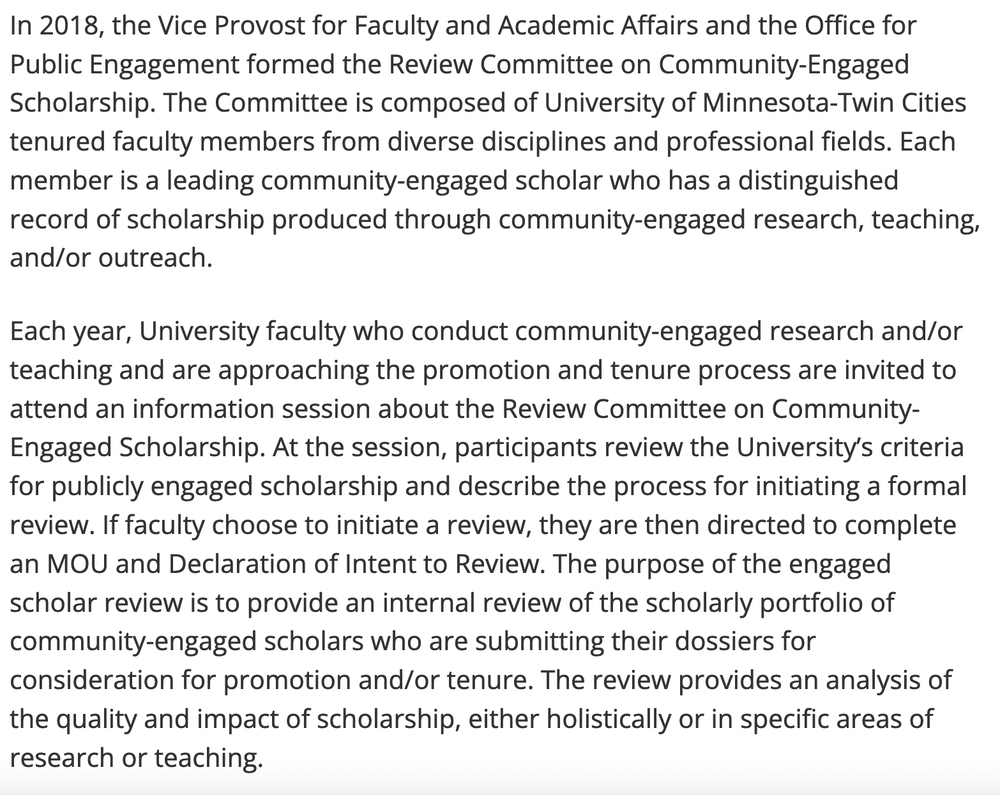 In 2018, the Vice Provost for Faculty and Academic Affairs and the Office for
Public Engagement formed the Review Committee on Community-Engaged
Scholarship. The Committee is composed of University of Minnesota-Twin Cities
tenured faculty members from diverse disciplines and professional fields. Each
member is a leading community-engaged scholar who has a distinguished
record of scholarship produced through community-engaged research, teaching,
and/or outreach.
Each year, University faculty who conduct community-engaged research and/or
teaching and are approaching the promotion and tenure process are invited to
attend an information session about the Review Committee on Community-
Engaged Scholarship. At the session, participants review the University’s criteria
for publicly engaged scholarship and describe the process for initiating a formal
review. If faculty choose to initiate a review, they are then directed to complete
an MOU and Declaration of Intent to Review. The purpose of the engaged
scholar review is to provide an internal review of the scholarly portfolio of
community-engaged scholars who are submitting their dossiers for
consideration for promotion and/or tenure. The review provides an analysis of
the quality and impact of scholarship, either holistically or in specific areas of
research or teaching.